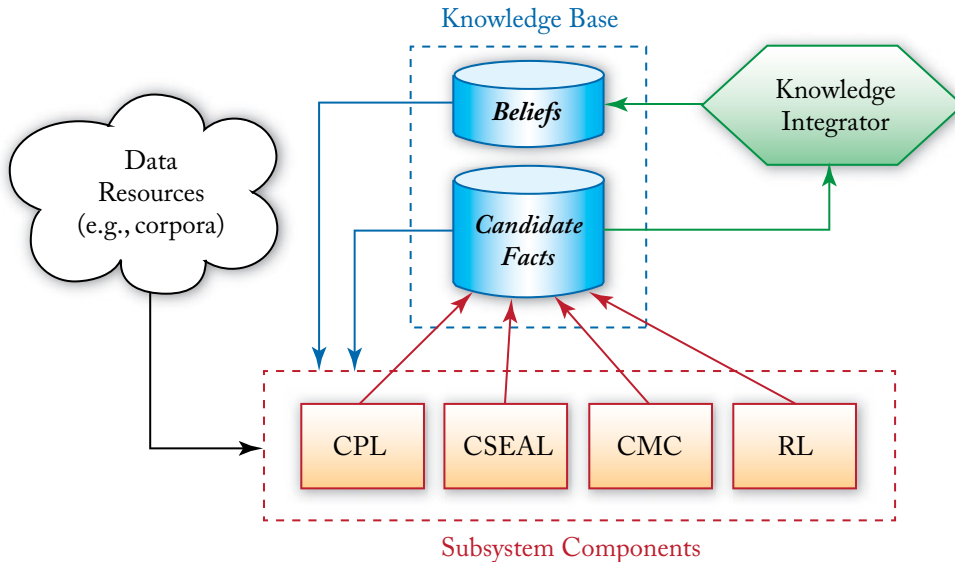 Knowledge Base
Beliefs
Knowledge
Integrator
Data
Resources
(e.g., corpora)
Candidate
Facts
CPL
CSEAL
CMC
RL
Subsystem Components